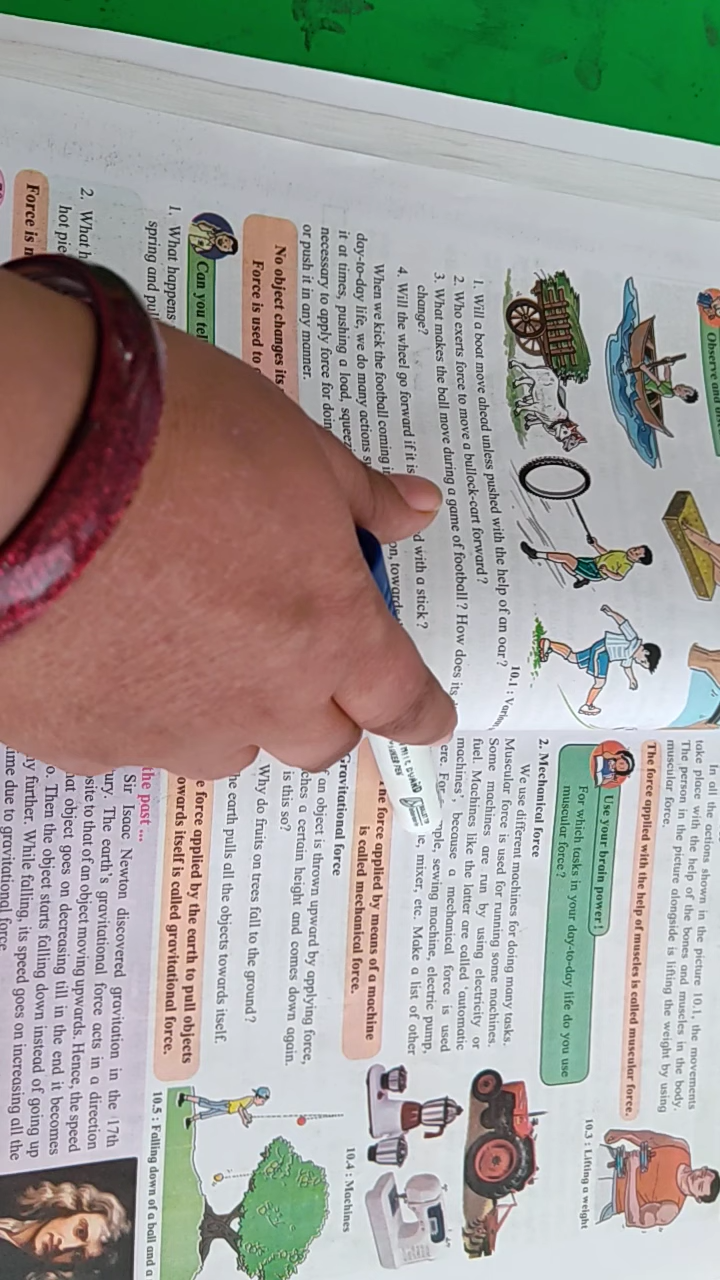 Observe and
10.1 : Vario
1. Will a boat move ahead unless pushed with the help of an oar?
2. Who exerts force to move a bullock-cart forward?
3. What makes the ball move during a game of football? How does its
change?
4. Will the wheel go forward if it is
d with a stick?
When we kick the football coming
on, towards
day-to-day life, we do many actions
it at times, pushing a load,
necessary to apply force for
or push it in any manner.
No object changes its
Force is used to
Can you tell
1. What happens
spring and
2. What
hot
Force is
In all the actions shown in the picture 10.1, the movements
take place with the help of the bones and muscles in the body.
The person in the picture alongside is lifting the weight by using
muscular force.
The force applied with the help of muscles is called muscular force.
10.3 : Lifting a weight
Use your brain power!
For which tasks in your day-to-day life do you use
muscular force?
2. Mechanical force
We use different machines for doing many tasks.
Muscular force is used for running some machines.
Some machines are run by using electricity or
fuel. Machines like the latter are called 'automatic
machines', because a mechanical force is used
ere. For
sewing machine, electric pump,
mixer, etc. Make a list of other
The force applied by means of a machine
is called mechanical force.
10.4 : Machines
Gravitational force
an object is thrown upward by applying force,
ches a certain height and comes down again.
is this so?
Why do fruits on trees fall to the ground?
he earth pulls all the objects towards itself.
e force applied by the earth to pull objects
owards itself is called gravitational force.
10.5 : Falling down of a ball and a
the past ...
Sir Isaac Newton discovered gravitation in the 17th
ury. The earth's gravitational force acts in a direction
site to that of an object moving upwards. Hence, the speed
at object goes on decreasing till in the end it becomes
o. Then the object starts falling down instead of going up
y further. While falling, its speed goes on increasing all the
ime due to gravitational force.